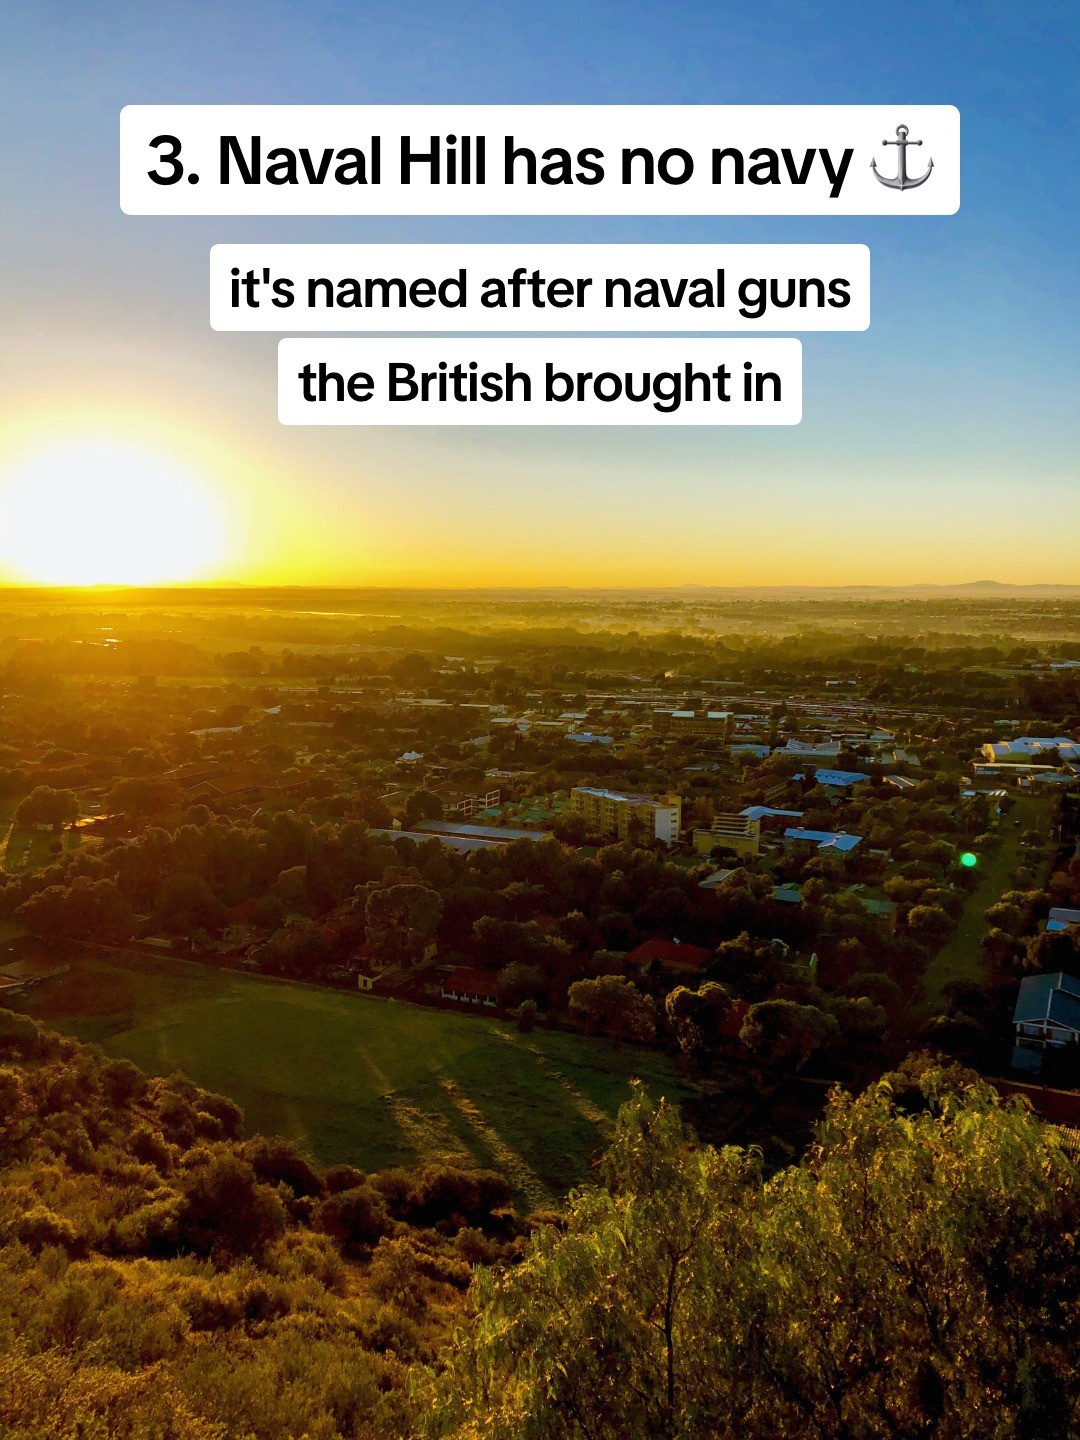 3. Naval Hill has no navy ⚓
it's named after naval guns
the British brought in